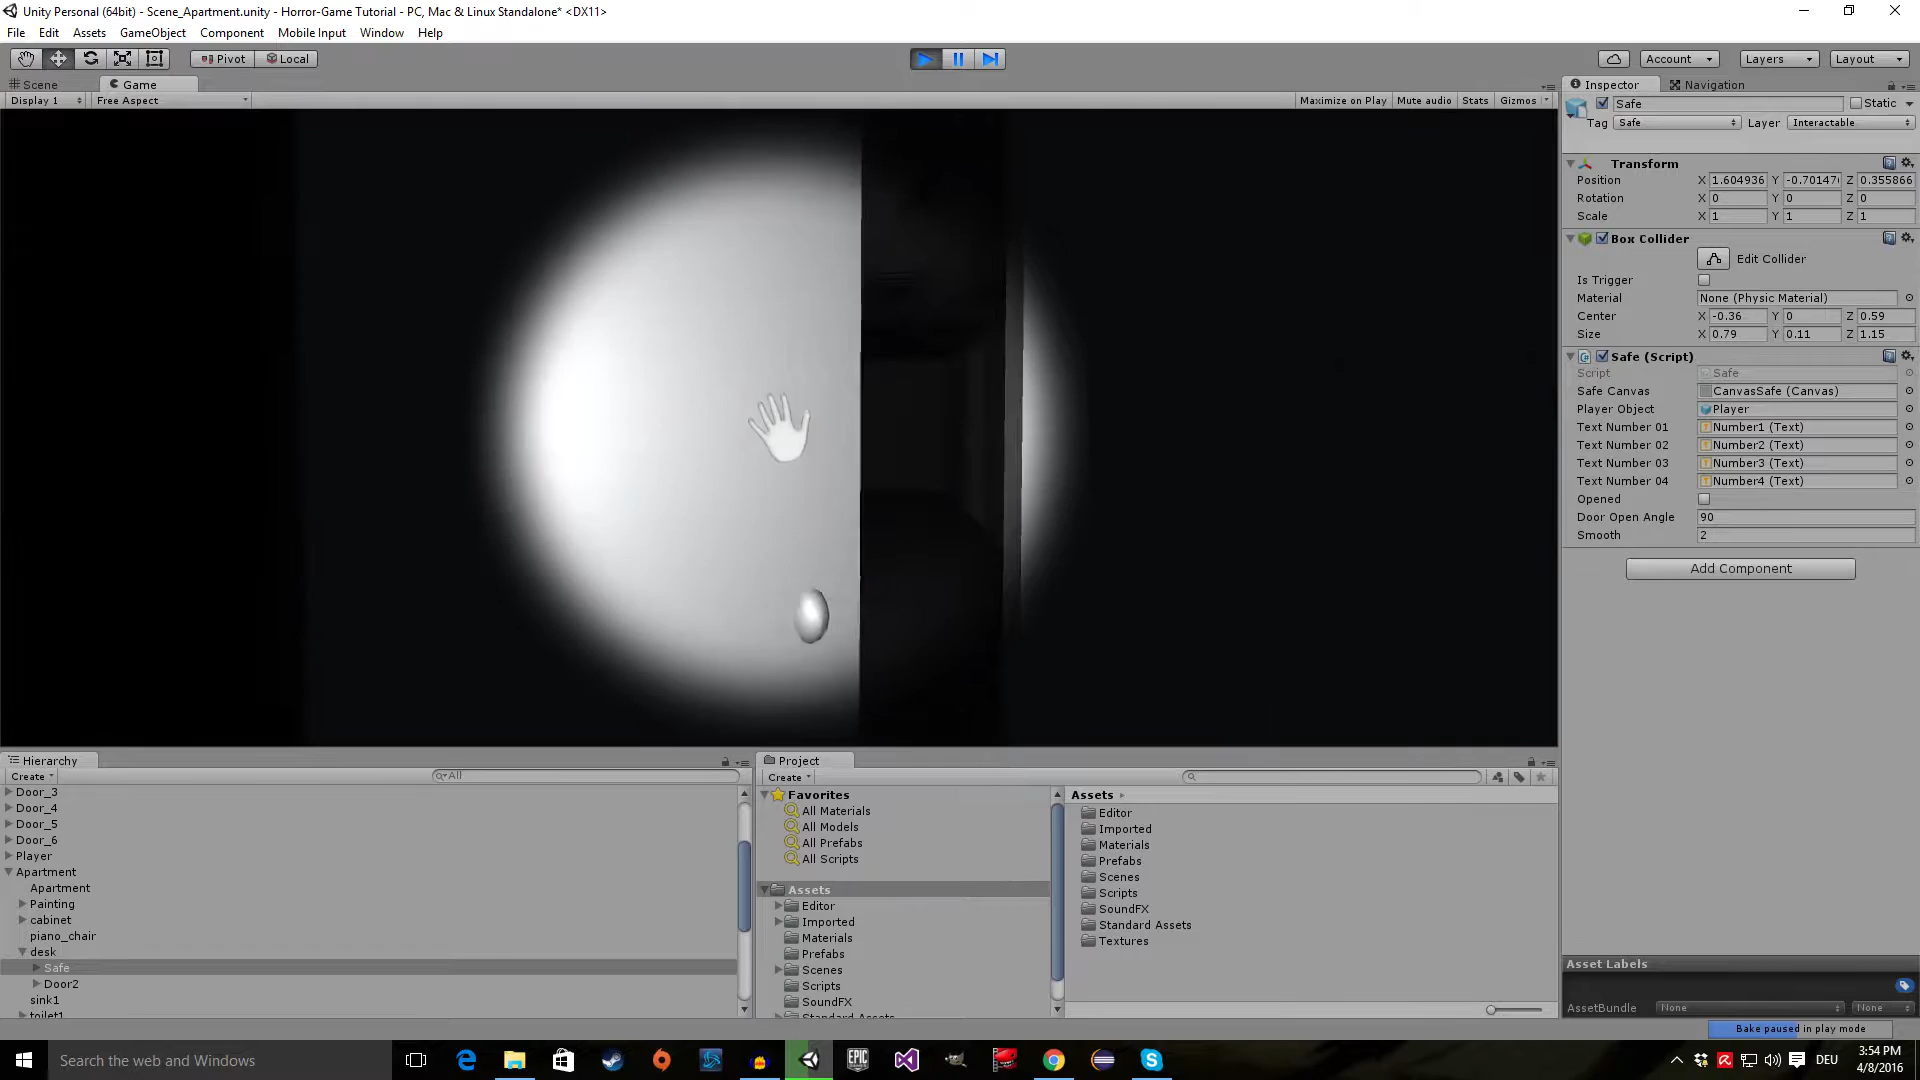 Unity Personal (64bit) - Scene_Apartment.unity - Horror-Game Tutorial - PC, Mac & Linux Standalone* <DX11>
File Edit Assets GameObject Component Mobile Input Window Help
Pivot Local Account Layers Layout
Scene Game
Display 1 Free Aspect Maximize on Play Mute audio Stats Gizmos
Inspector Navigation
Safe Static
Tag Safe Layer Interactable
Transform
Position X 1.604936 Y -0.70147 Z 0.355866
Rotation X 0 Y 0 Z 0
Scale X 1 Y 1 Z 1
Box Collider
Edit Collider
Is Trigger
Material None (Physic Material)
Center X -0.36 Y 0 Z 0.59
Size X 0.79 Y 0.11 Z 1.15
Safe (Script)
Script Safe
Safe Canvas CanvasSafe (Canvas)
Player Object Player
Text Number 01 Number1 (Text)
Text Number 02 Number2 (Text)
Text Number 03 Number3 (Text)
Text Number 04 Number4 (Text)
Opened
Door Open Angle 90
Smooth 2
Add Component
Hierarchy
Create All
Door_3
Door_4
Door_5
Door_6
Player
Apartment
Apartment
Painting
cabinet
piano_chair
desk
Safe
Door2
sink1
toilet1
Project
Create
Favorites
All Materials
All Models
All Prefabs
All Scripts
Assets
Editor
Imported
Materials
Prefabs
Scenes
Scripts
SoundFX
Standard Assets
Assets
Editor
Imported
Materials
Prefabs
Scenes
Scripts
SoundFX
Standard Assets
Textures
Asset Labels
AssetBundle None None
Bake paused in play mode
Search the web and Windows
EPIC GAMES
DEU
3:54 PM
4/8/2016